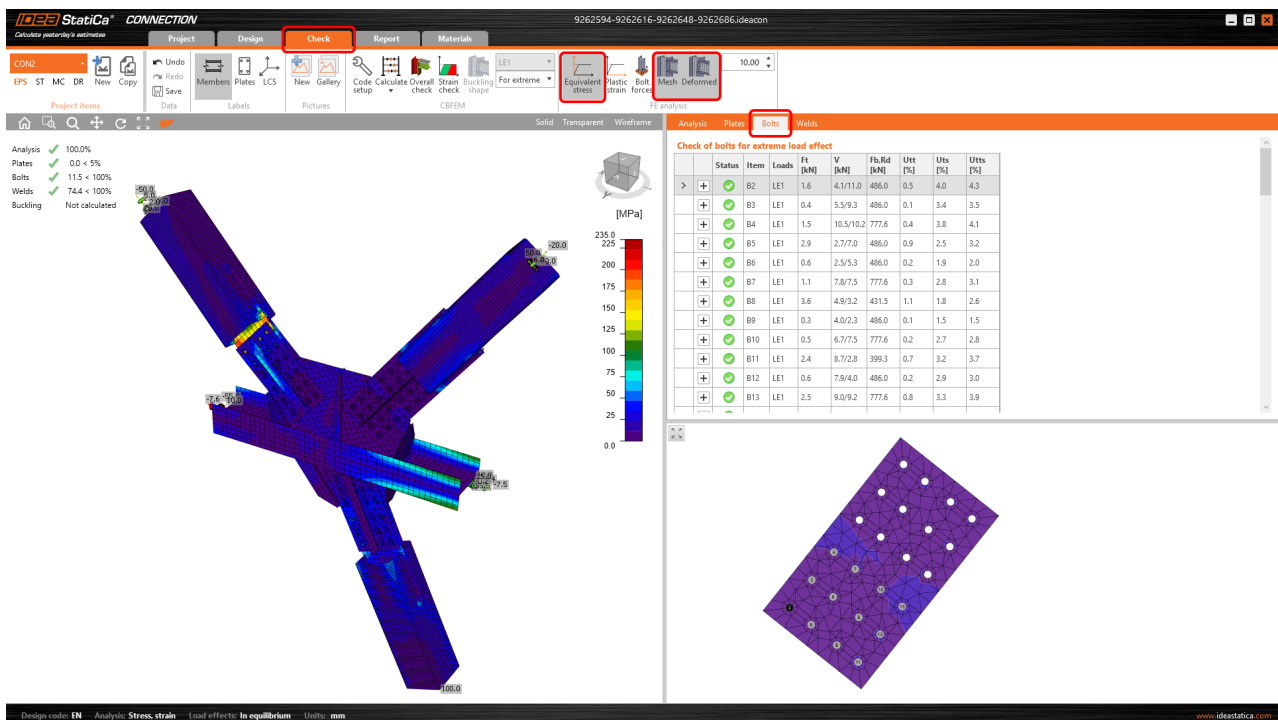 IDEA StatiCa® CONNECTION
9262594-9262616-9262648-9262686.ideacon
Calculate yesterday's estimates
Project Design Check Report Materials
CON2
EPS ST MC DR
New Copy
Project items
Undo
Redo
Save
Data
Members Plates LCS
Labels
New Gallery
Pictures
Code setup
Calculate
Overall check
Strain check
Buckling shape
LE1
For extreme
CBFEM
Equivalent stress
Plastic strain
Bolt forces
Mesh Deformed
10.00
FE analysis
Solid Transparent Wireframe
Analysis 100.0%
Plates 0.0 < 5%
Bolts 11.5 < 100%
Welds 74.4 < 100%
Buckling Not calculated
[MPa]
235.0
225
200
175
150
125
100
75
50
25
0.0
-50.0
-20.0
50.0
-7.6
10.0
-7.5
100.0
Analysis Plates Bolts Welds
Check of bolts for extreme load effect
Status Item Loads Ft [kN] V [kN] Fb,Rd [kN] Utt [%] Uts [%] Utts [%]
> + B2 LE1 1.6 4.1/11.0 486.0 0.5 4.0 4.3
+ B3 LE1 0.4 5.5/9.3 486.0 0.1 3.4 3.5
+ B4 LE1 1.5 10.5/10.2 777.6 0.4 3.8 4.1
+ B5 LE1 2.9 2.7/7.0 486.0 0.9 2.5 3.2
+ B6 LE1 0.6 2.5/5.3 486.0 0.2 1.9 2.0
+ B7 LE1 1.1 7.8/7.5 777.6 0.3 2.8 3.1
+ B8 LE1 3.6 4.9/3.2 431.5 1.1 1.8 2.6
+ B9 LE1 0.3 4.0/2.3 486.0 0.1 1.5 1.5
+ B10 LE1 0.5 6.7/7.5 777.6 0.2 2.7 2.8
+ B11 LE1 2.4 8.7/2.8 399.3 0.7 3.2 3.7
+ B12 LE1 0.6 7.9/4.0 486.0 0.2 2.9 3.0
+ B13 LE1 2.5 9.0/9.2 777.6 0.8 3.3 3.9
Design code: EN Analysis: Stress, strain Load effects: In equilibrium Units: mm
www.ideastatica.com